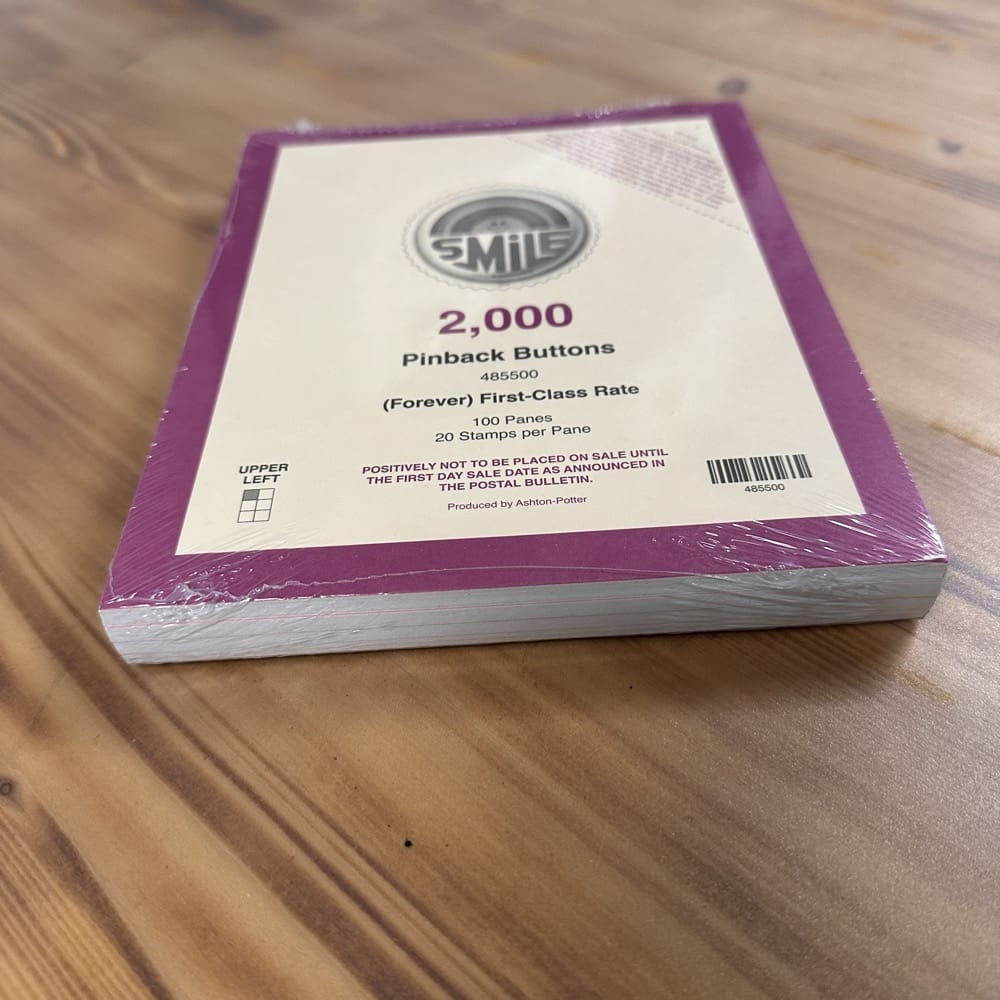 SMiLE
2,000
Pinback Buttons
485500
(Forever) First-Class Rate
100 Panes
20 Stamps per Pane
POSITIVELY NOT TO BE PLACED ON SALE UNTIL
THE FIRST DAY SALE DATE AS ANNOUNCED IN
THE POSTAL BULLETIN.
Produced by Ashton-Potter
UPPER
LEFT
485500